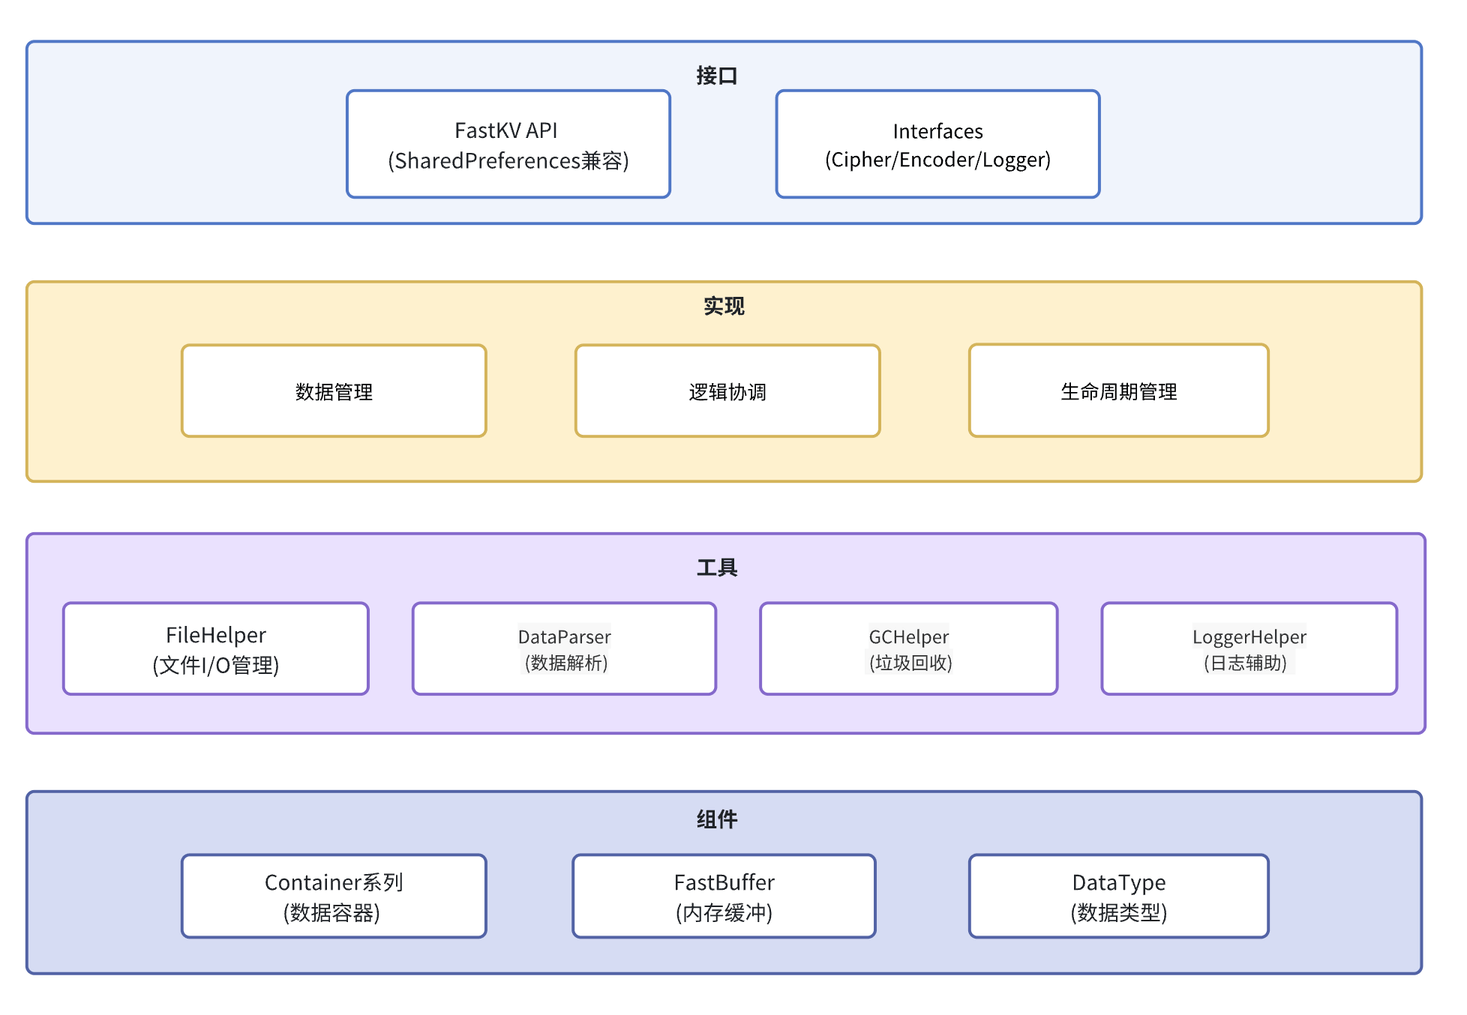 接口
FastKV API
(SharedPreferences兼容)
Interfaces
(Cipher/Encoder/Logger)
实现
数据管理
逻辑协调
生命周期管理
工具
FileHelper
(文件I/O管理)
DataParser
(数据解析)
GCHelper
(垃圾回收)
LoggerHelper
(日志辅助)
组件
Container系列
(数据容器)
FastBuffer
(内存缓冲)
DataType
(数据类型)